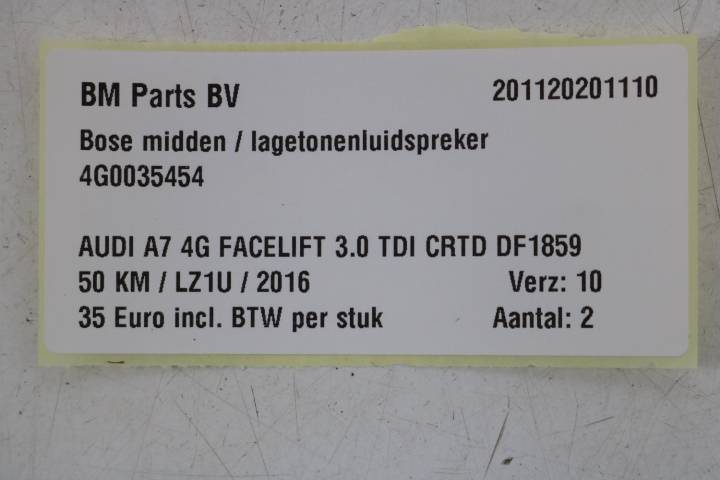 BM Parts BV 201120201110
Bose midden / lagetonenluidspreker
4G0035454
AUDI A7 4G FACELIFT 3.0 TDI CRTD DF1859
50 KM / LZ1U / 2016 Verz: 10
35 Euro incl. BTW per stuk Aantal: 2